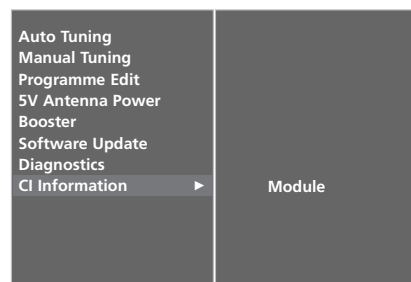 Auto Tuning
Manual Tuning
Programme Edit
5V Antenna Power
Booster
Software Update
Diagnostics
CI Information ► Module